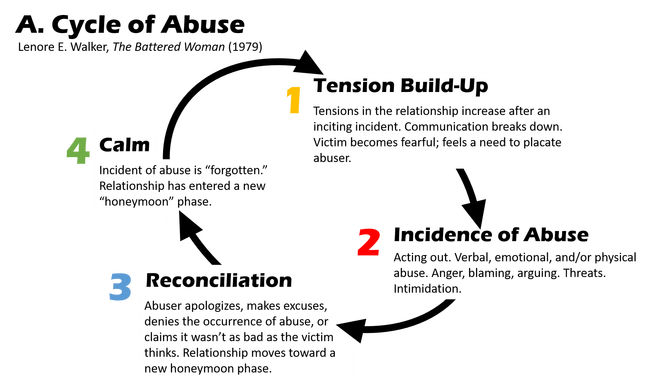 A. Cycle of Abuse
Lenore E. Walker, The Battered Woman (1979)
1 Tension Build-Up
Tensions in the relationship increase after an
inciting incident. Communication breaks down.
Victim becomes fearful; feels a need to placate
abuser.
2 Incidence of Abuse
Acting out. Verbal, emotional, and/or physical
abuse. Anger, blaming, arguing. Threats.
Intimidation.
3 Reconciliation
Abuser apologizes, makes excuses,
denies the occurrence of abuse, or
claims it wasn't as bad as the victim
thinks. Relationship moves toward a
new honeymoon phase.
4 Calm
Incident of abuse is “forgotten.”
Relationship has entered a new
“honeymoon” phase.